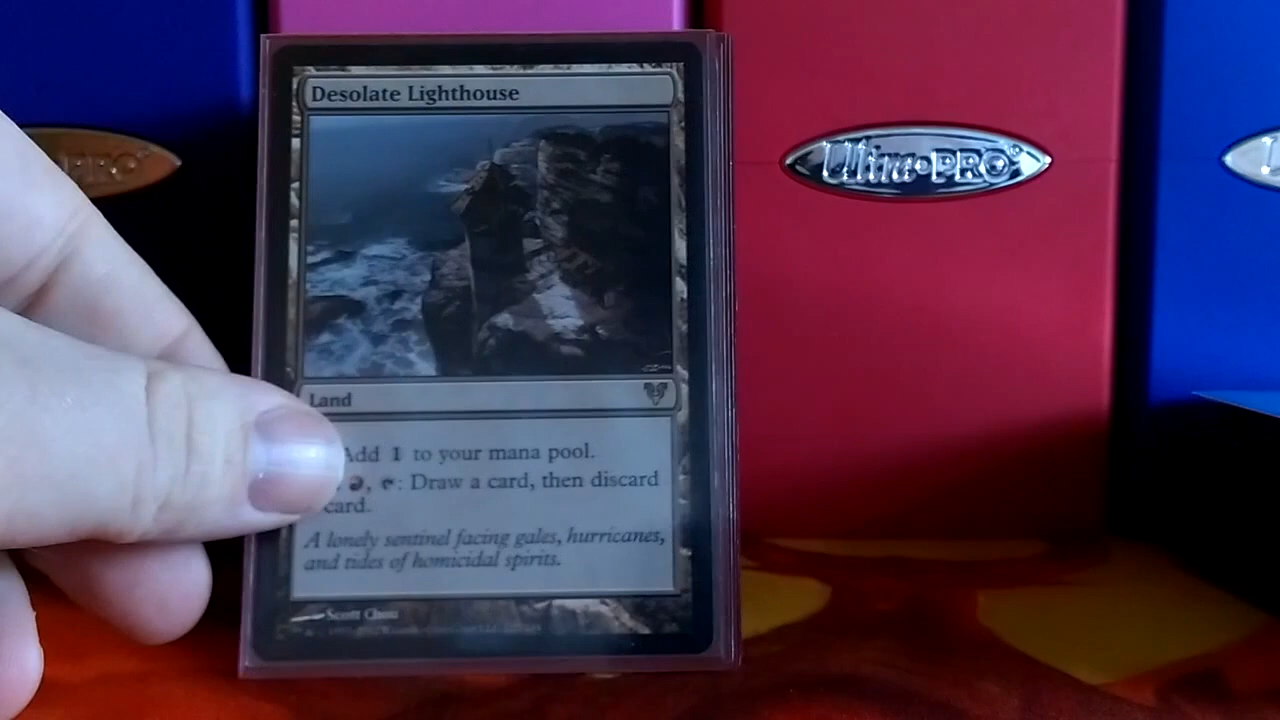 Desolate Lighthouse
Ultra•PRO®
PRO®
Land
Add 1 to your mana pool.
: Draw a card, then discard
card.
A lonely sentinel facing gales, hurricanes,
and tides of homicidal spirits.
Scott Chou